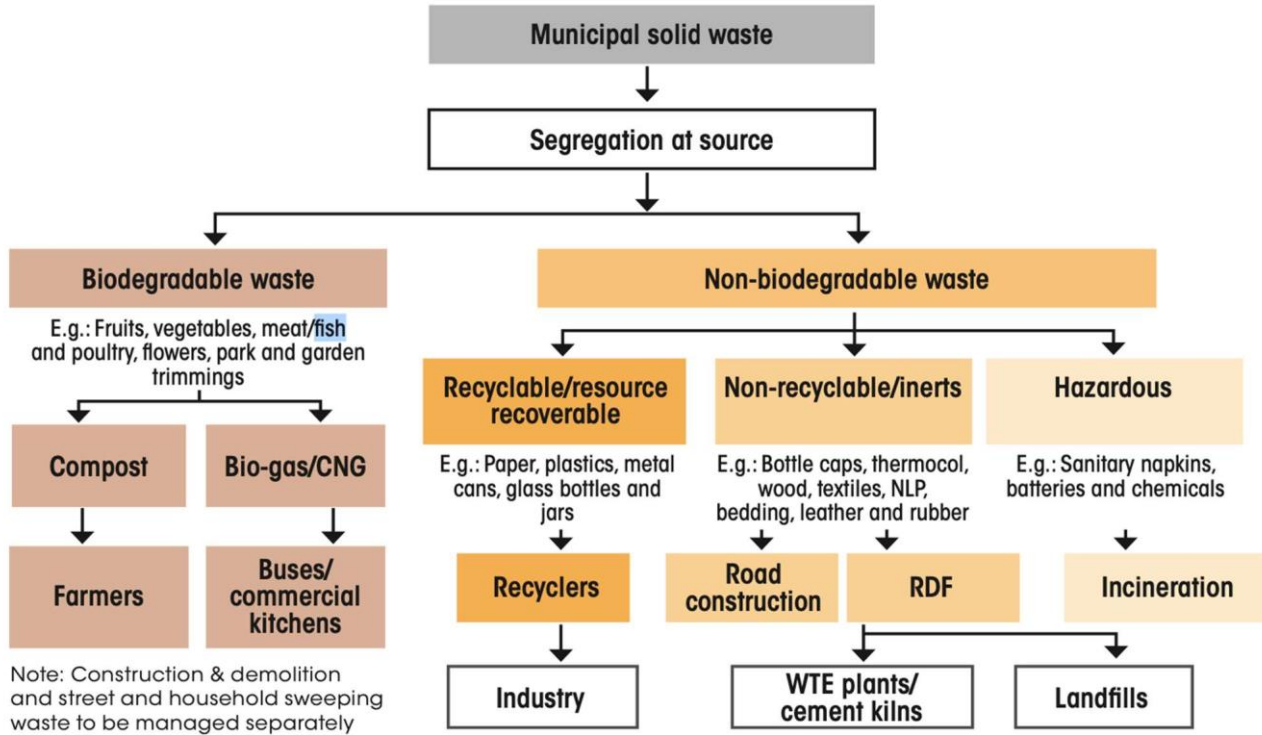 Municipal solid waste
Segregation at source
Biodegradable waste
Non-biodegradable waste
E.g.: Fruits, vegetables, meat/fish
and poultry, flowers, park and garden
trimmings
Recyclable/resource
recoverable
Non-recyclable/inerts
Hazardous
Compost
Bio-gas/CNG
E.g.: Paper, plastics, metal
cans, glass bottles and
jars
E.g.: Bottle caps, thermocol,
wood, textiles, NLP,
bedding, leather and rubber
E.g.: Sanitary napkins,
batteries and chemicals
Farmers
Buses/
commercial
kitchens
Recyclers
Road
construction
RDF
Incineration
Note: Construction & demolition
and street and household sweeping
waste to be managed separately
Industry
WTE plants/
cement kilns
Landfills